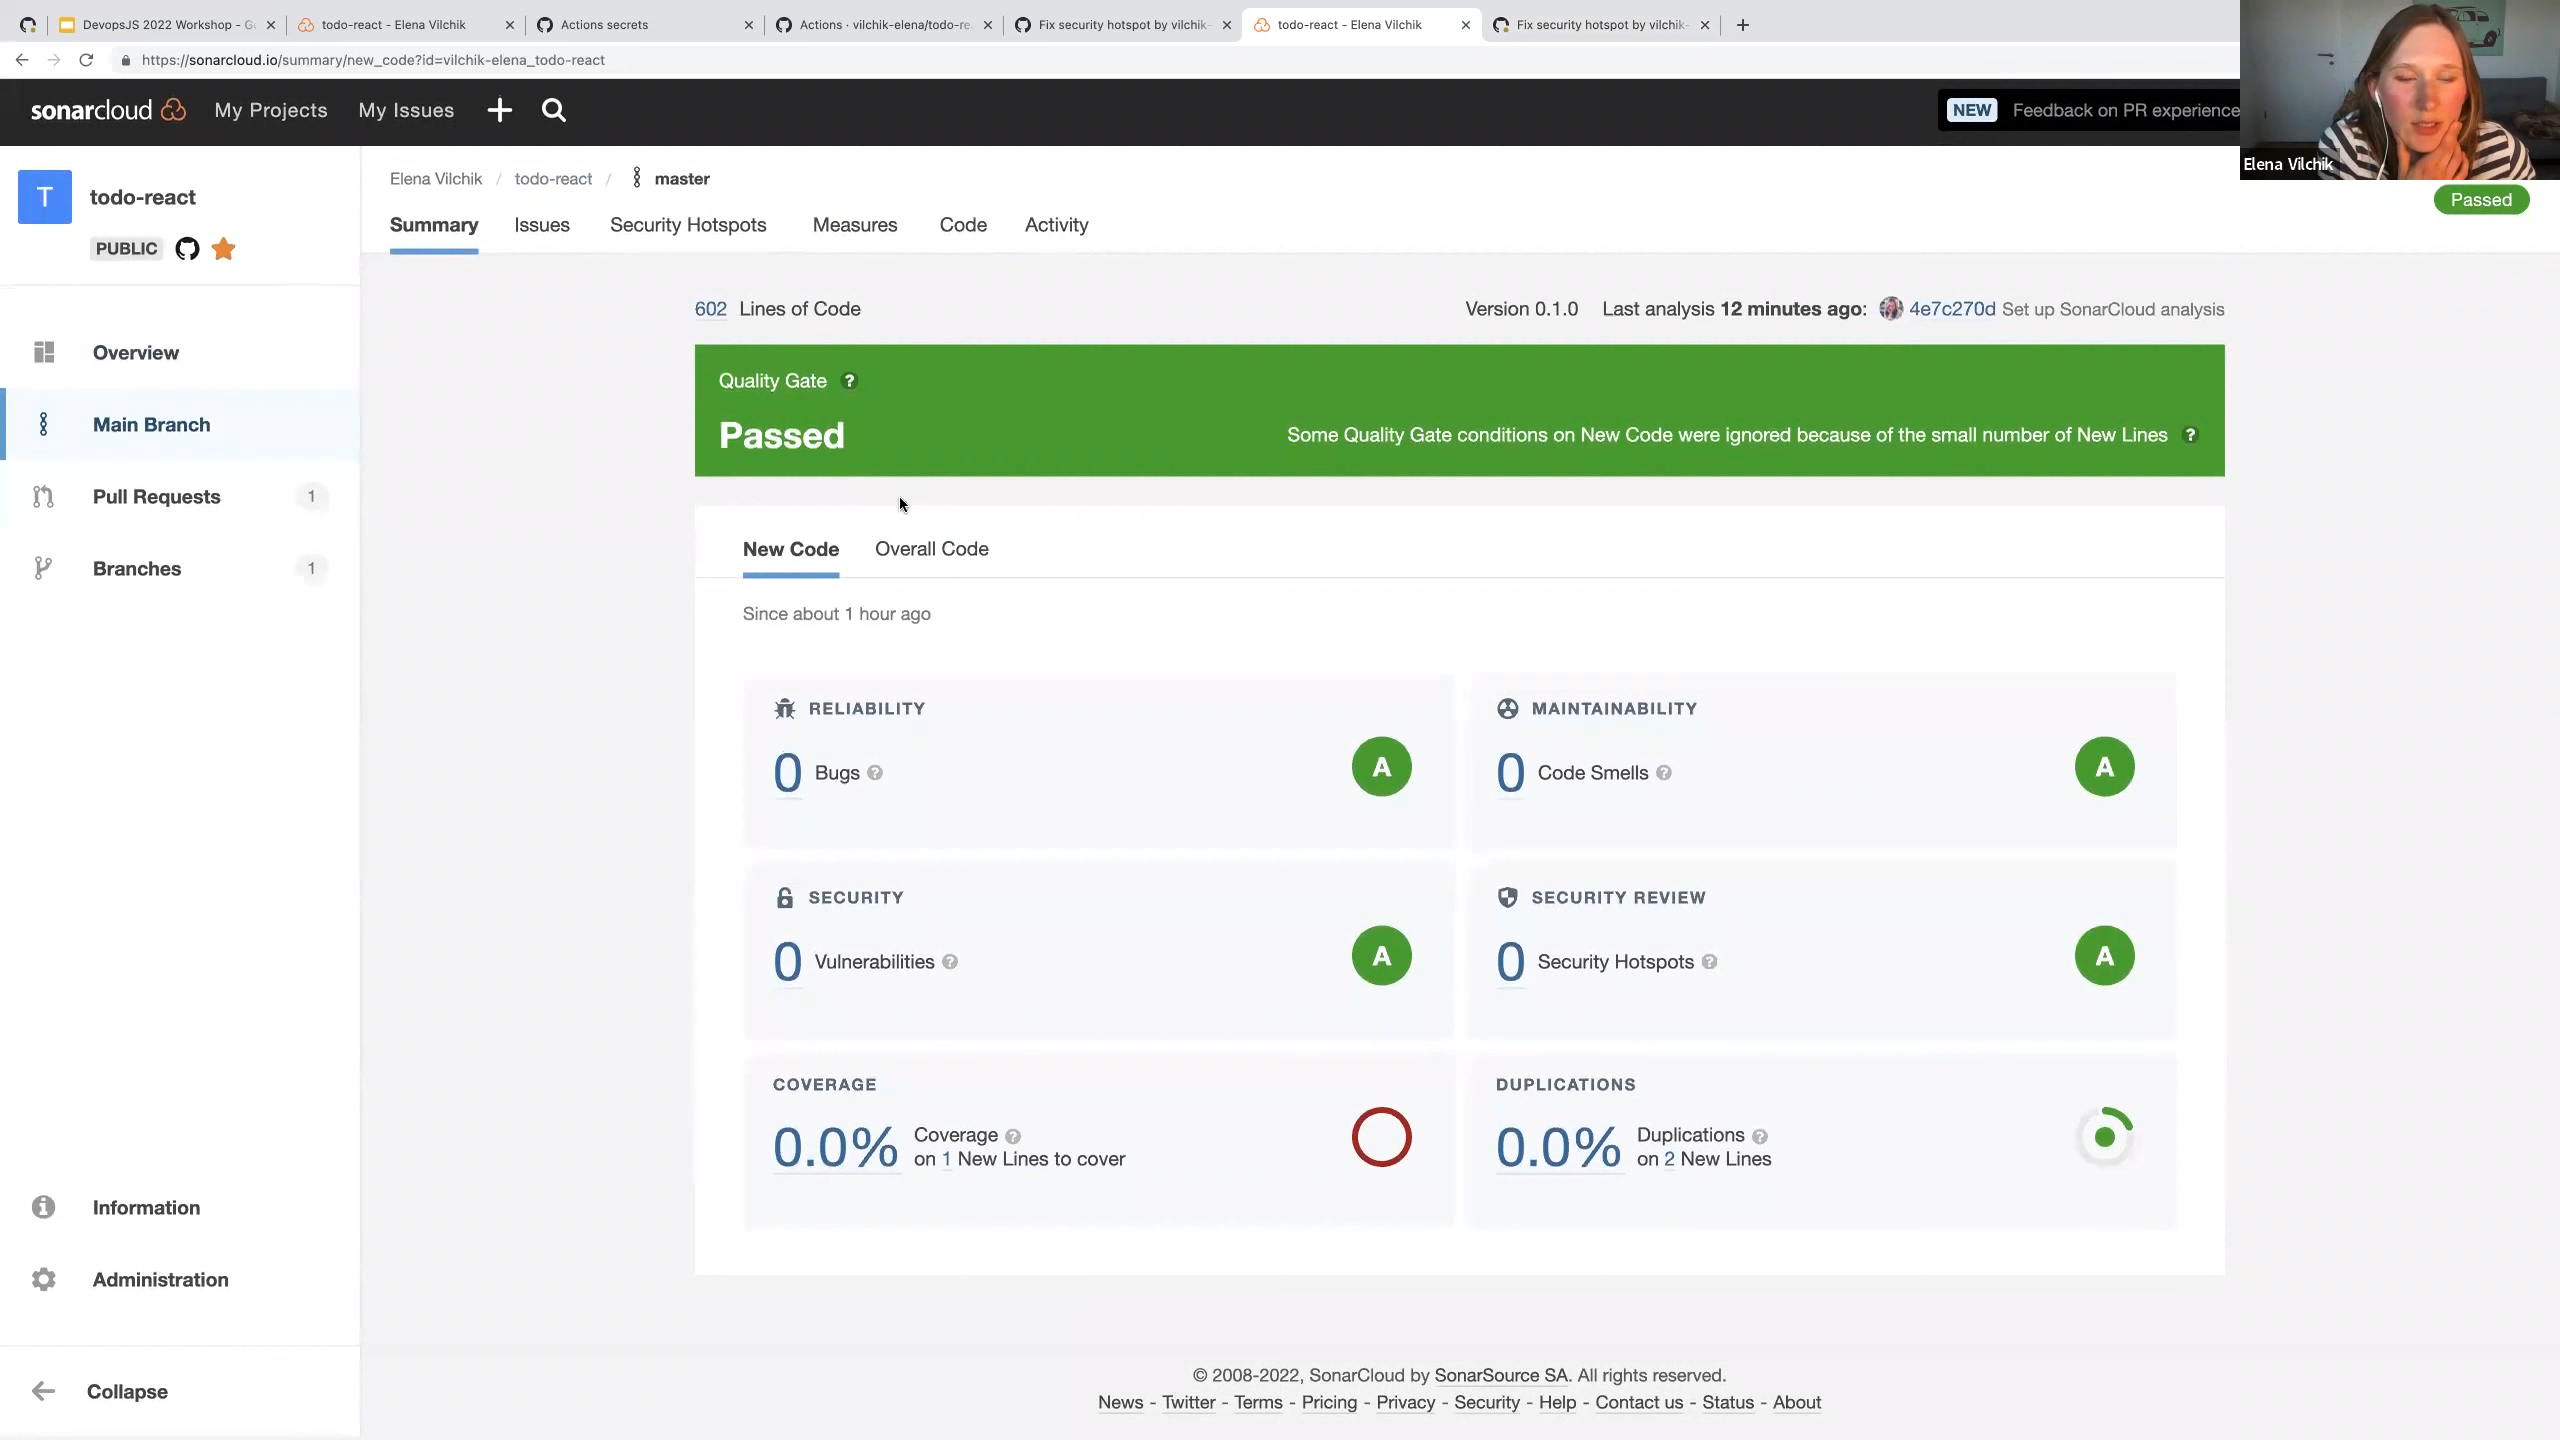 DevopsJS 2022 Workshop - G
todo-react - Elena Vilchik
Actions secrets
Actions · vilchik-elena/todo-re
Fix security hotspot by vilchik-
todo-react - Elena Vilchik
Fix security hotspot by vilchik-
https://sonarcloud.io/summary/new_code?id=vilchik-elena_todo-react
sonarcloud
My Projects
My Issues
NEW Feedback on PR experience
Elena Vilchik
T
todo-react
PUBLIC
Elena Vilchik / todo-react / master
Passed
Summary
Issues
Security Hotspots
Measures
Code
Activity
Overview
Main Branch
Pull Requests 1
Branches 1
Information
Administration
Collapse
602 Lines of Code
Version 0.1.0 Last analysis 12 minutes ago: 4e7c270d Set up SonarCloud analysis
Quality Gate ?
Passed
Some Quality Gate conditions on New Code were ignored because of the small number of New Lines ?
New Code
Overall Code
Since about 1 hour ago
RELIABILITY
0 Bugs ?
A
MAINTAINABILITY
0 Code Smells ?
A
SECURITY
0 Vulnerabilities ?
A
SECURITY REVIEW
0 Security Hotspots ?
A
COVERAGE
0.0% Coverage ?
on 1 New Lines to cover
DUPLICATIONS
0.0% Duplications ?
on 2 New Lines
© 2008-2022, SonarCloud by SonarSource SA. All rights reserved.
News - Twitter - Terms - Pricing - Privacy - Security - Help - Contact us - Status - About